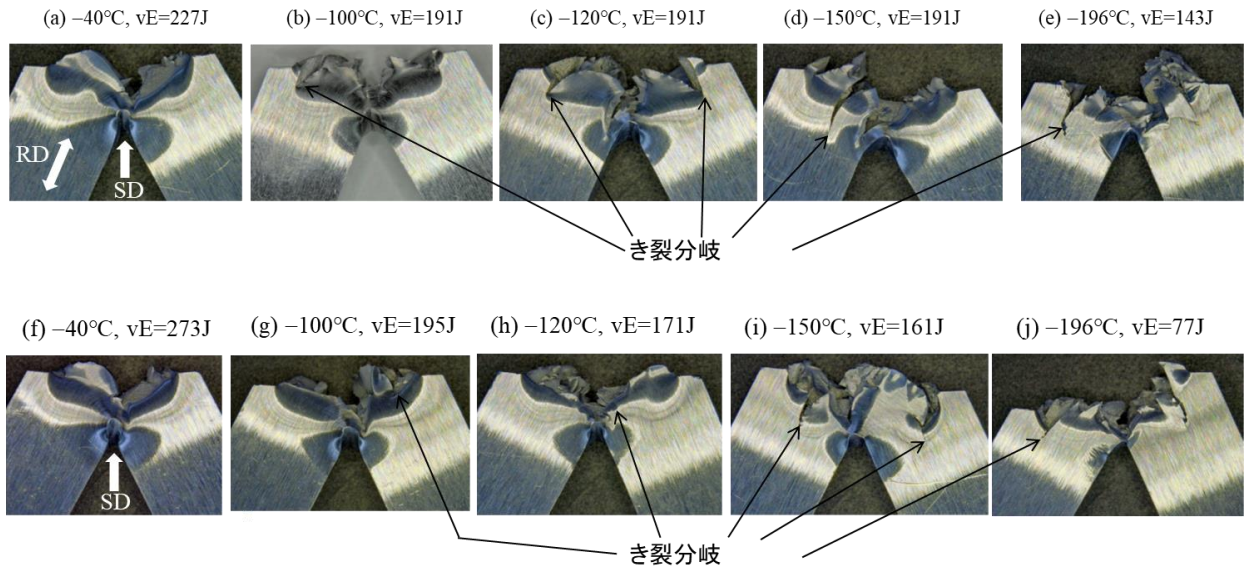 (a) –40℃, vE=227J
(b) –100℃, vE=191J
(c) –120℃, vE=191J
(d) –150℃, vE=191J
(e) –196℃, vE=143J
RD
SD
き裂分岐
(f) –40℃, vE=273J
(g) –100℃, vE=195J
(h) –120℃, vE=171J
(i) –150℃, vE=161J
(j) –196℃, vE=77J
SD
き裂分岐